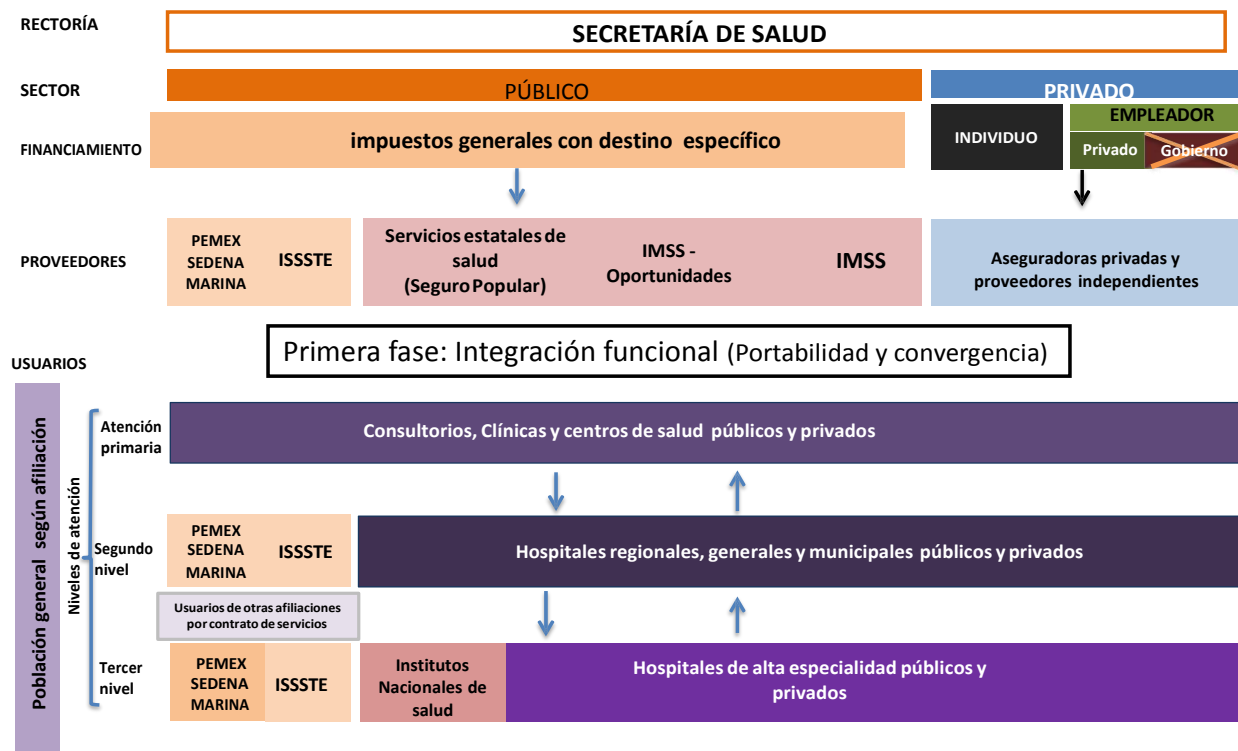 RECTORÍA
SECRETARÍA DE SALUD
SECTOR
PÚBLICO
PRIVADO
FINANCIAMIENTO
impuestos generales con destino específico
INDIVIDUO
EMPLEADOR
Privado
Gobierno
PROVEEDORES
PEMEX
SEDENA
MARINA
ISSSTE
Servicios estatales de
salud
(Seguro Popular)
IMSS -
Oportunidades
IMSS
Aseguradoras privadas y
proveedores independientes
Primera fase: Integración funcional (Portabilidad y convergencia)
USUARIOS
Población general según afiliación
Niveles de atención
Atención
primaria
Consultorios, Clínicas y centros de salud públicos y privados
Segundo
nivel
PEMEX
SEDENA
MARINA
ISSSTE
Hospitales regionales, generales y municipales públicos y privados
Usuarios de otras afiliaciones
por contrato de servicios
Tercer
nivel
PEMEX
SEDENA
MARINA
ISSSTE
Institutos
Nacionales de
salud
Hospitales de alta especialidad públicos y
privados